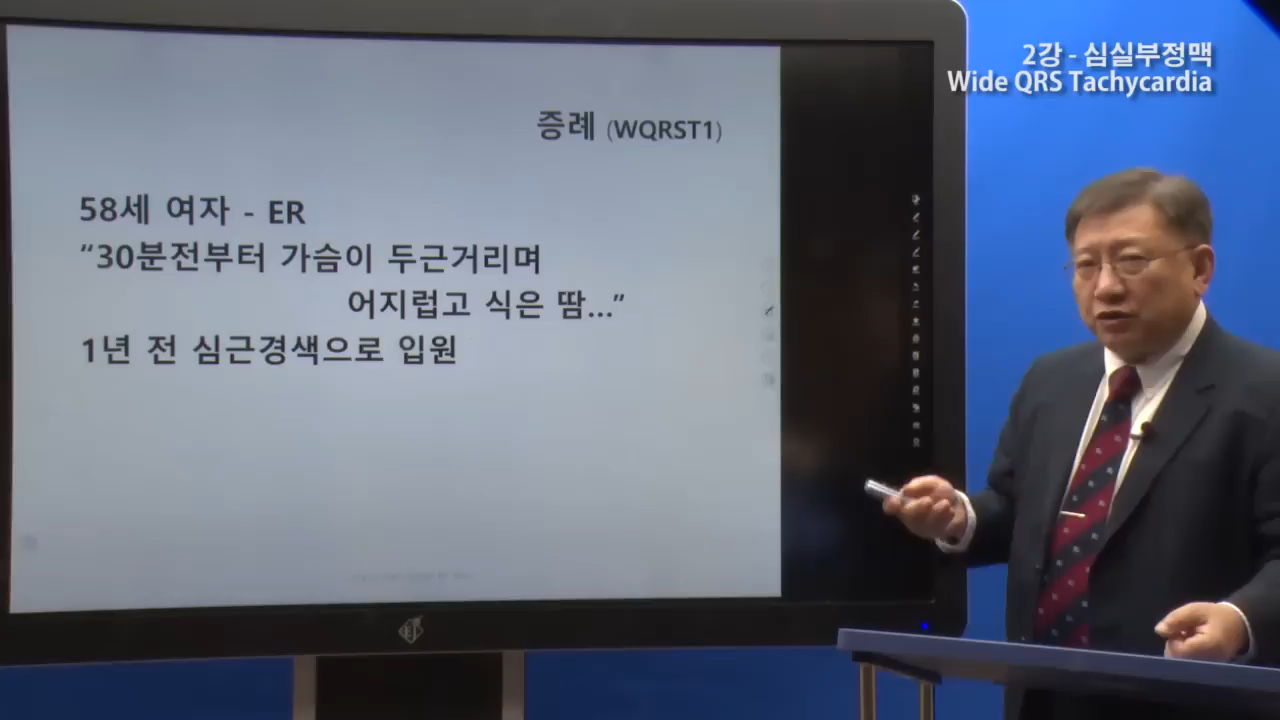 2강 - 심실부정맥
Wide QRS Tachycardia
증례 (WQRST1)
58세 여자 - ER
“30분전부터 가슴이 두근거리며
어지럽고 식은 땀...”
1년 전 심근경색으로 입원